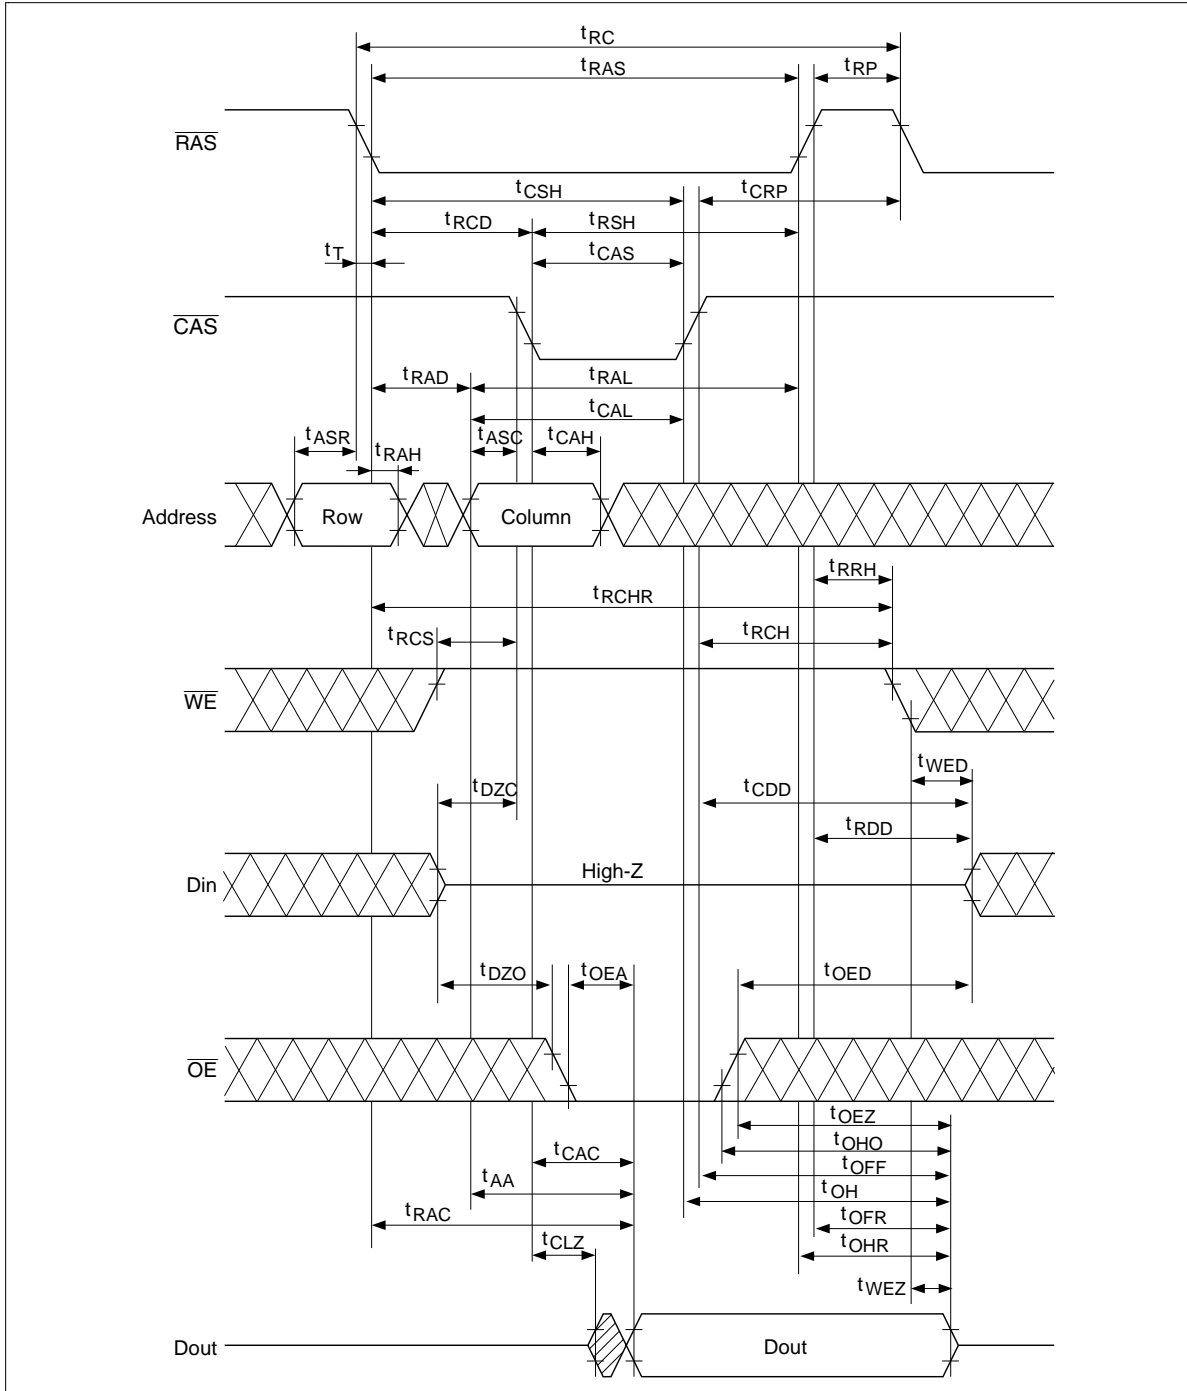 tRC
tRAS tRP
RAS
tCSH tCRP
tRCD tRSH
tT tCAS
CAS
tRAD tRAL
tCAL
tASR tASC tCAH
tRAH
Address Row Column
tRRH
tRCHR
tRCS tRCH
WE
tWED
tDZC tCDD
tRDD
High-Z
Din
tDZO tOEA tOED
OE
tOEZ
tOHO
tCAC tOFF
tAA tOH
tRAC tOFR
tCLZ tOHR
tWEZ
Dout Dout